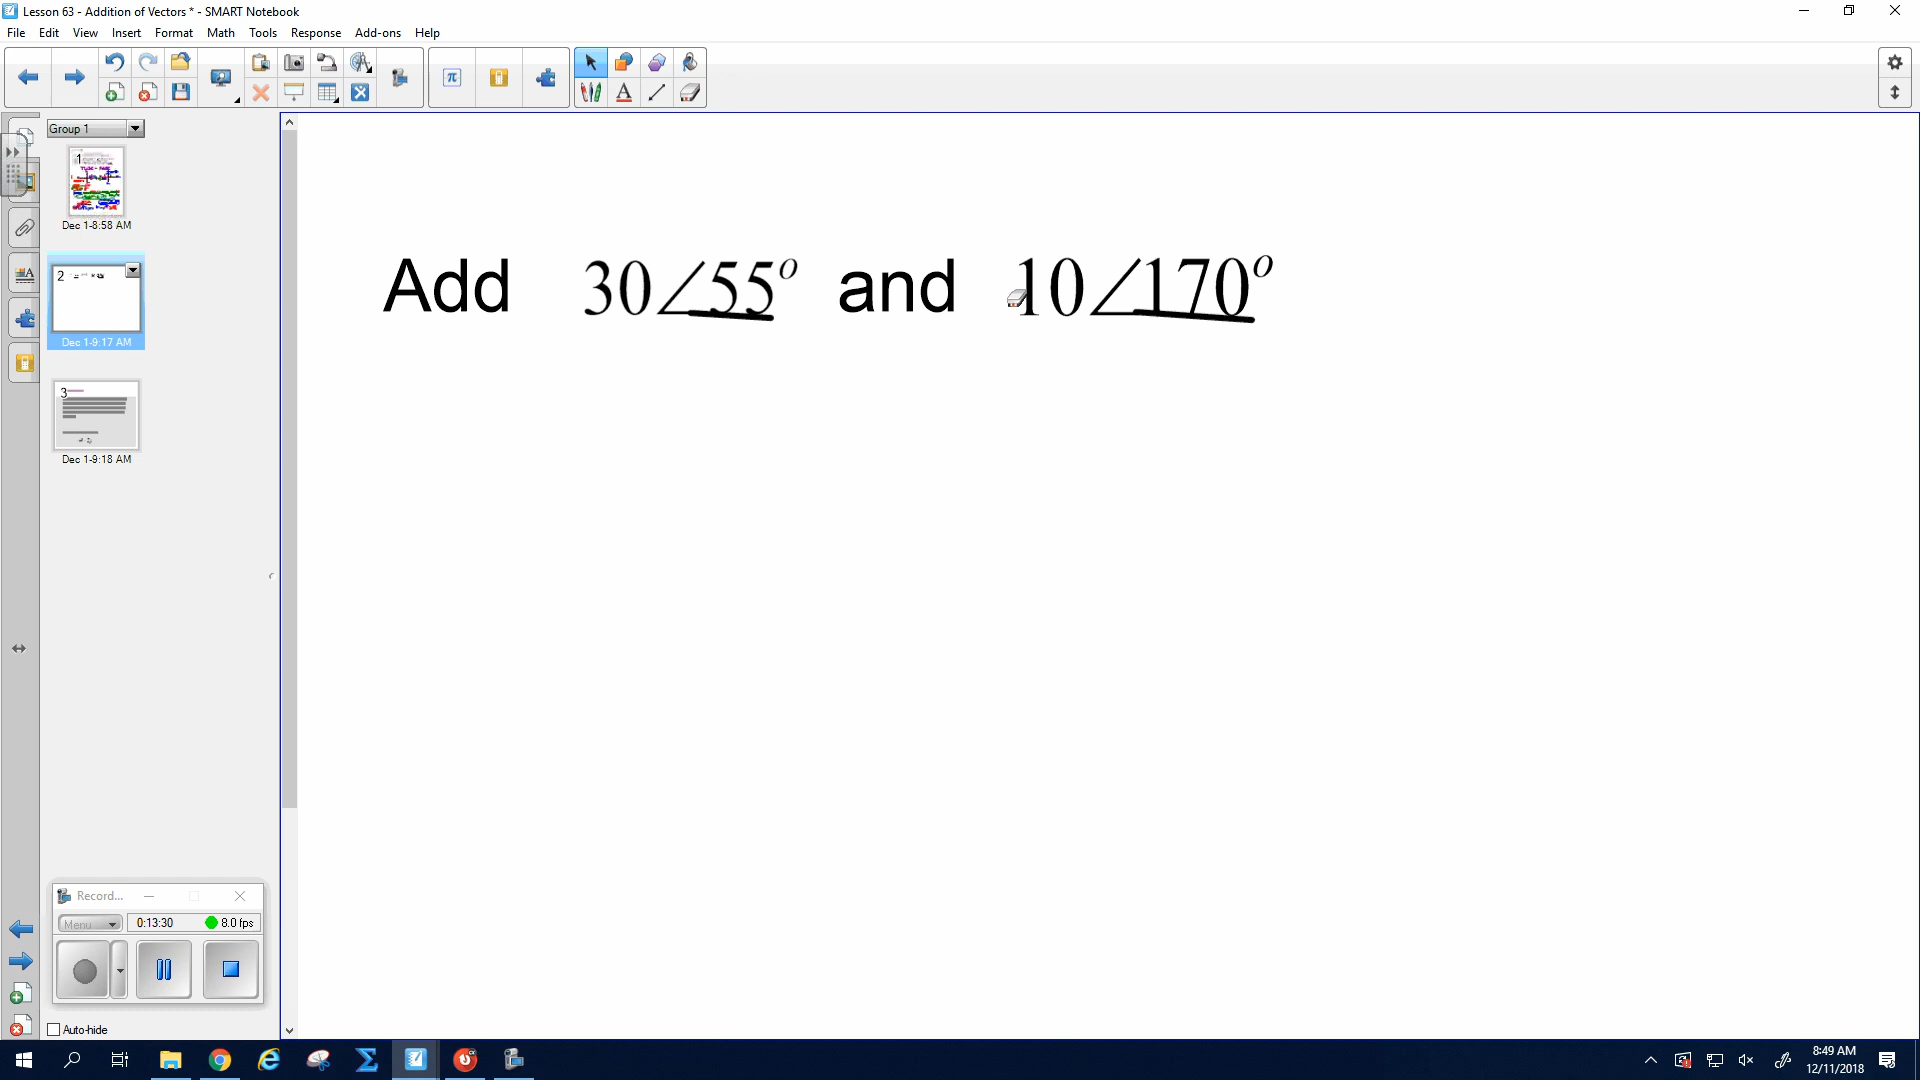 Lesson 63 - Addition of Vectors * - SMART Notebook
File Edit View Insert Format Math Tools Response Add-ons Help
Group 1
1
Dec 1-8:58 AM
2
Dec 1-9:17 AM
3
Dec 1-9:18 AM
Add 30∠55° and 10∠170°
Record...
Menu 0:13:30 8.0 fps
Auto-hide
8:49 AM
12/11/2018